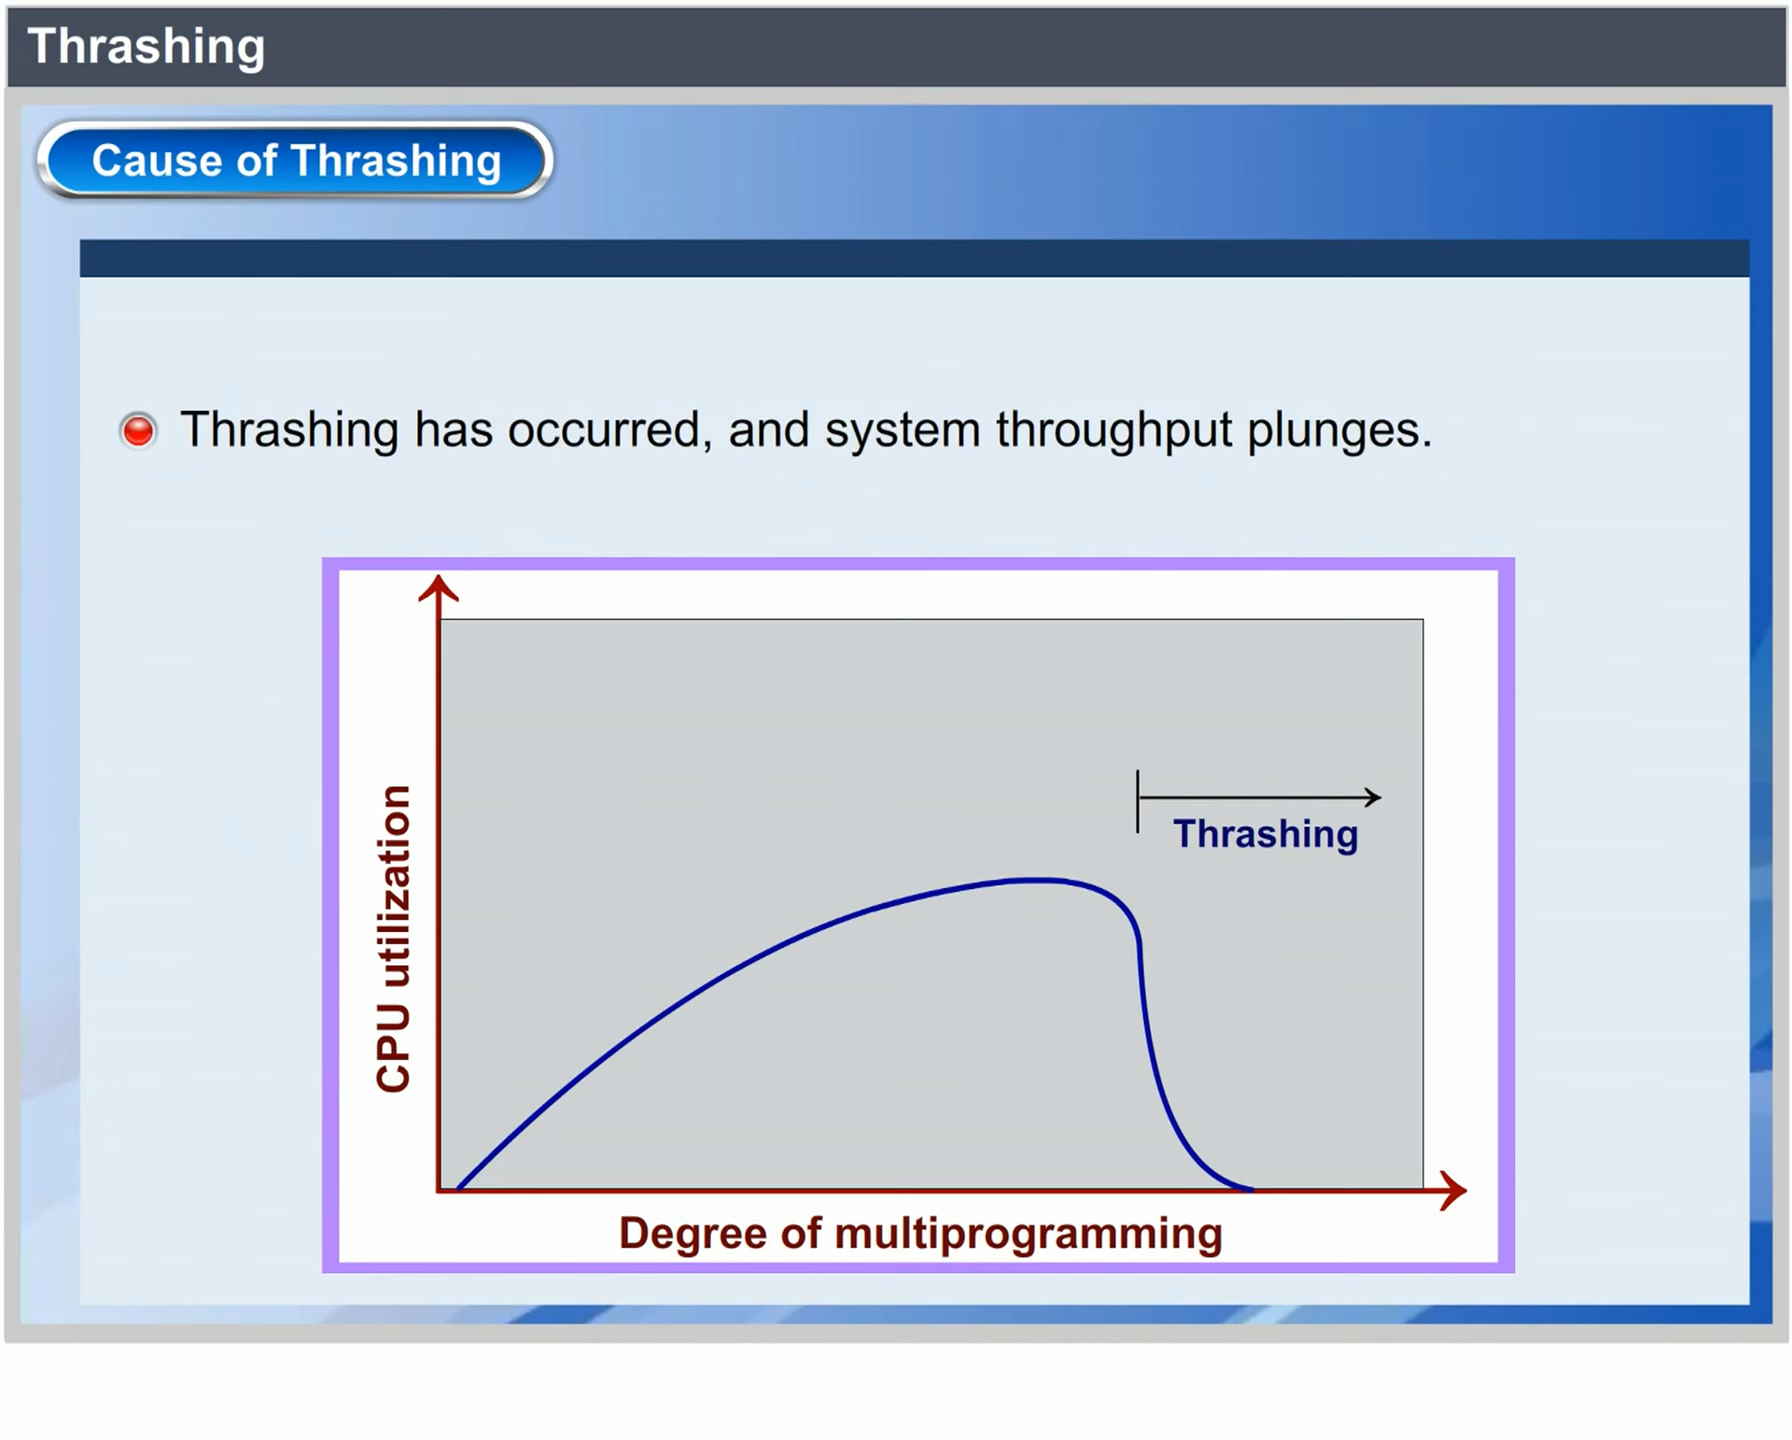 Thrashing
Cause of Thrashing
Thrashing has occurred, and system throughput plunges.
CPU utilization
Thrashing
Degree of multiprogramming